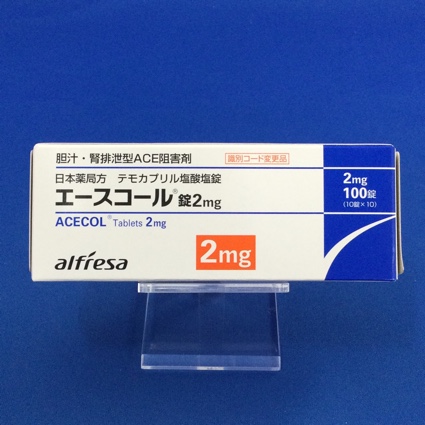 胆汁・腎排泄型ACE阻害剤
識別コード変更品
日本薬局方 テモカプリル塩酸塩錠
エースコール®錠2mg
ACECOL® Tablets 2mg
2mg
100錠
(10錠×10)
2mg
alfresa